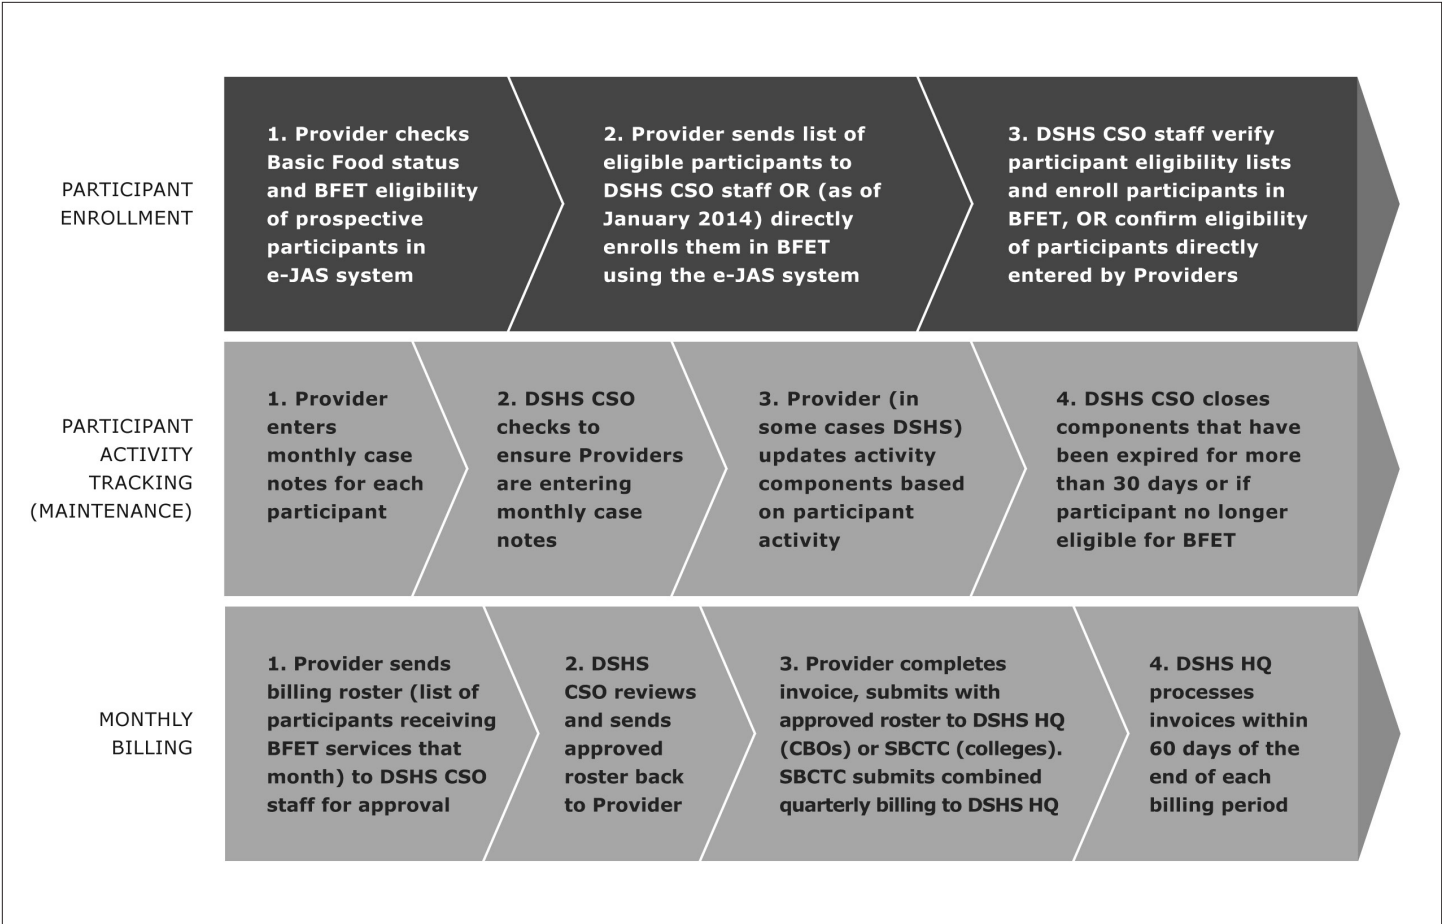 PARTICIPANT
ENROLLMENT
1. Provider checks
Basic Food status
and BFET eligibility
of prospective
participants in
e-JAS system
2. Provider sends list of
eligible participants to
DSHS CSO staff OR (as of
January 2014) directly
enrolls them in BFET
using the e-JAS system
3. DSHS CSO staff verify
participant eligibility lists
and enroll participants in
BFET, OR confirm eligibility
of participants directly
entered by Providers
PARTICIPANT
ACTIVITY
TRACKING
(MAINTENANCE)
1. Provider
enters
monthly case
notes for each
participant
2. DSHS CSO
checks to
ensure Providers
are entering
monthly case
notes
3. Provider (in
some cases DSHS)
updates activity
components based
on participant
activity
4. DSHS CSO closes
components that have
been expired for more
than 30 days or if
participant no longer
eligible for BFET
MONTHLY
BILLING
1. Provider sends
billing roster (list of
participants receiving
BFET services that
month) to DSHS CSO
staff for approval
2. DSHS
CSO reviews
and sends
approved
roster back
to Provider
3. Provider completes
invoice, submits with
approved roster to DSHS HQ
(CBOs) or SBCTC (colleges).
SBCTC submits combined
quarterly billing to DSHS HQ
4. DSHS HQ
processes
invoices within
60 days of the
end of each
billing period